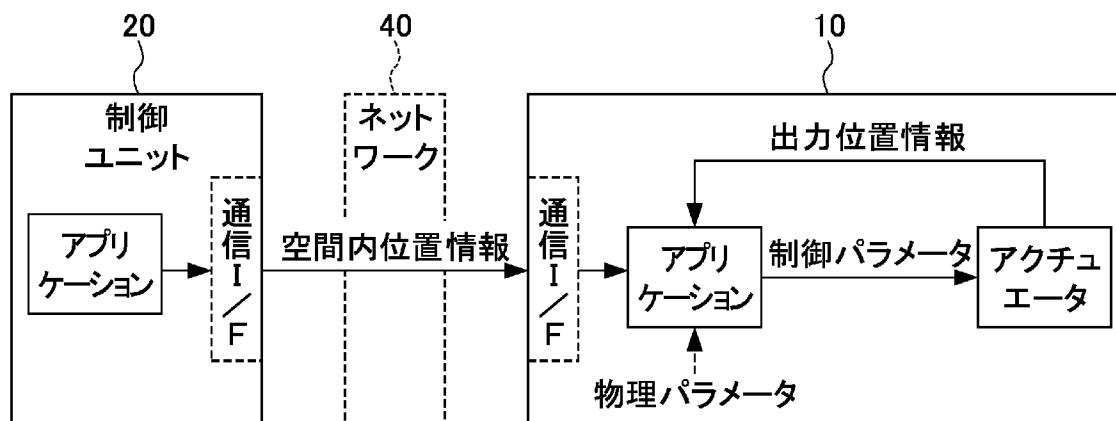 20
40
10
制御
ユニット
ネット
ワーク
出力位置情報
通信I/F
通信I/F
アプリ
ケーション
空間内位置情報
アプリ
ケーション
制御パラメータ
アクチュ
エータ
物理パラメータ